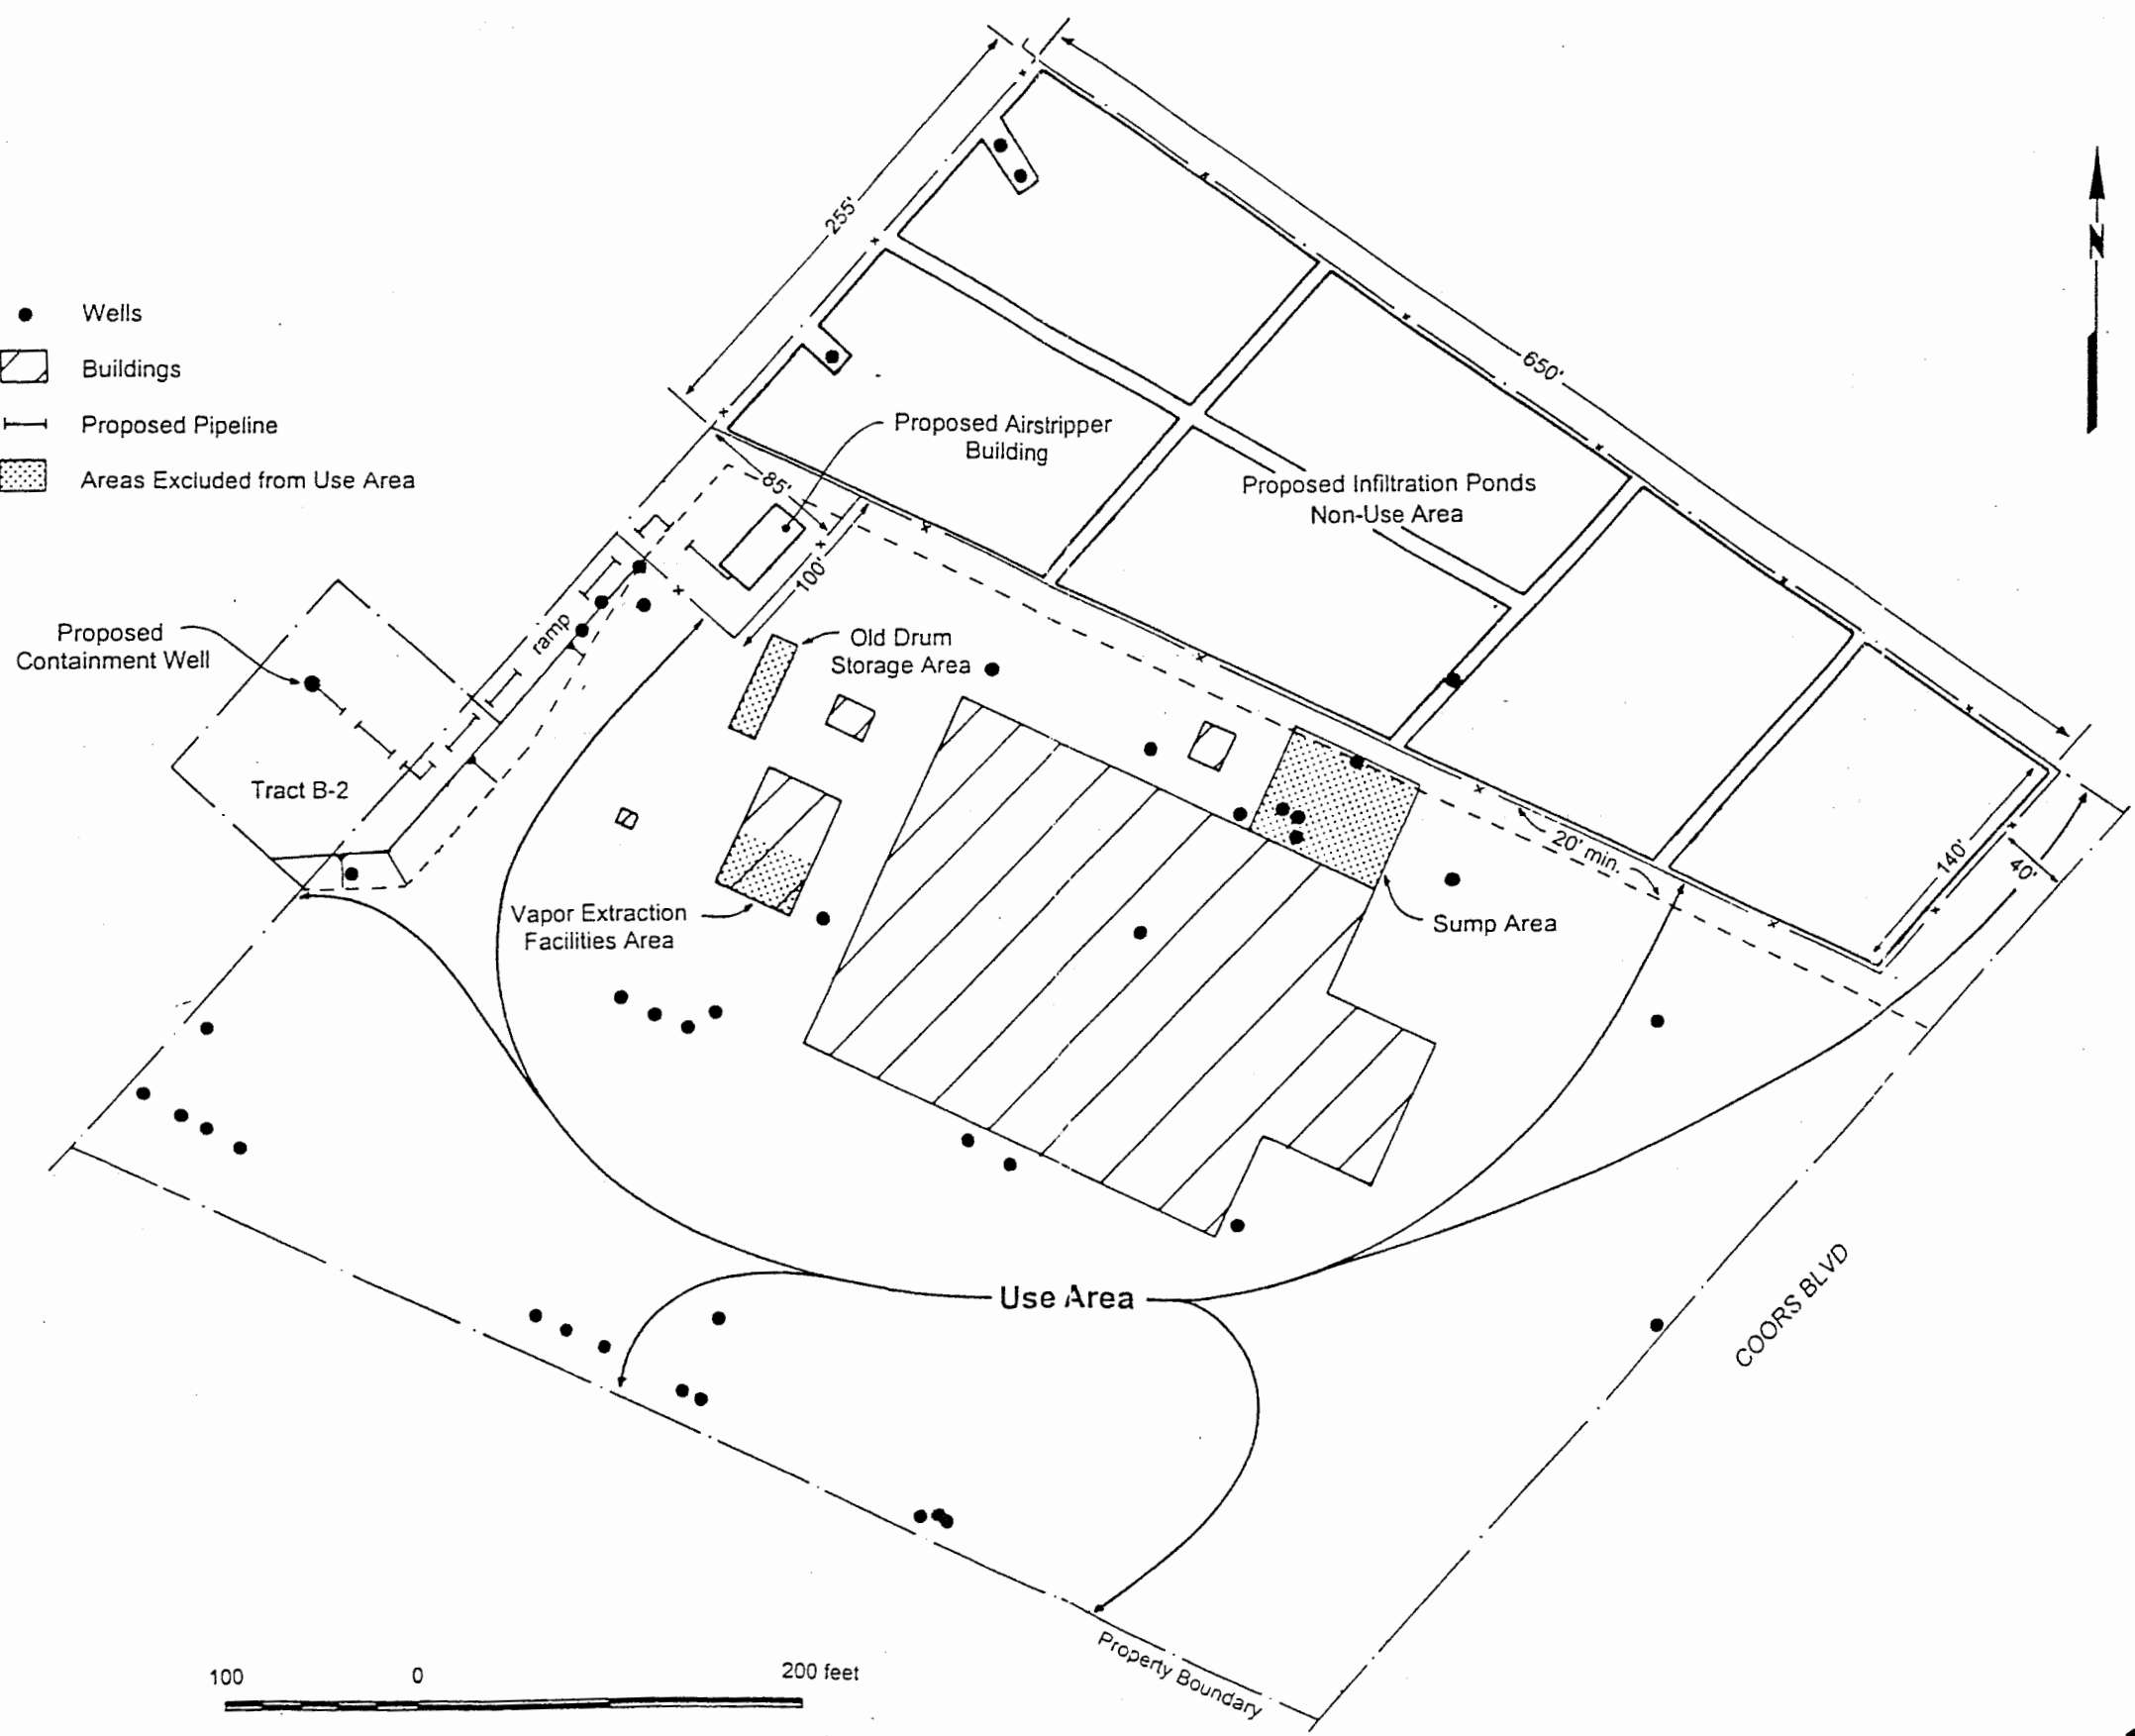 255'
650'
N
Wells
Buildings
Proposed Pipeline
Areas Excluded from Use Area
Proposed Airstripper
Building
85'
100'
Proposed Infiltration Ponds
Non-Use Area
Proposed
Containment Well
ramp
Old Drum
Storage Area
Tract B-2
20' min.
140'
40'
Vapor Extraction
Facilities Area
Sump Area
Use Area
COORS BLVD
Property Boundary
100 0 200 feet